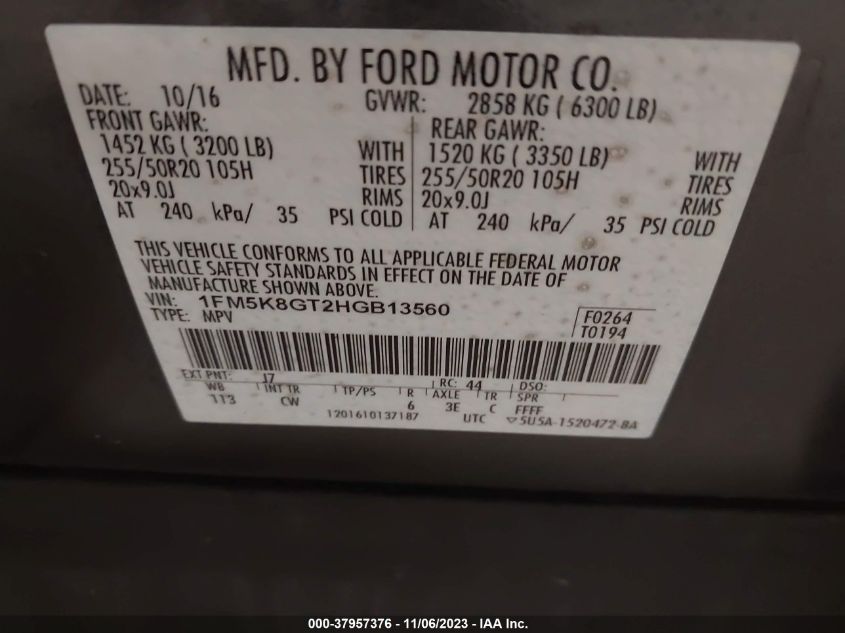 MFD. BY FORD MOTOR CO.
DATE: 10/16 GVWR: 2858 KG ( 6300 LB)
FRONT GAWR: REAR GAWR:
1452 KG ( 3200 LB) WITH 1520 KG ( 3350 LB) WITH
255/50R20 105H TIRES 255/50R20 105H TIRES
20x9.0J RIMS 20x9.0J RIMS
AT 240 kPa/ 35 PSI COLD AT 240 kPa/ 35 PSI COLD
THIS VEHICLE CONFORMS TO ALL APPLICABLE FEDERAL MOTOR
VEHICLE SAFETY STANDARDS IN EFFECT ON THE DATE OF
MANUFACTURE SHOWN ABOVE.
VIN: 1FM5K8GT2HGB13560 F0264
TYPE: MPV T0194
EXT PNT: J7 RC: 44 DSO:
WB INT TR TP/PS R AXLE TR SPR
113 CW 6 3E C FFFF
1201610137187 UTC ▽5U5A-1520472-8A
000-37957376 - 11/06/2023 - IAA Inc.